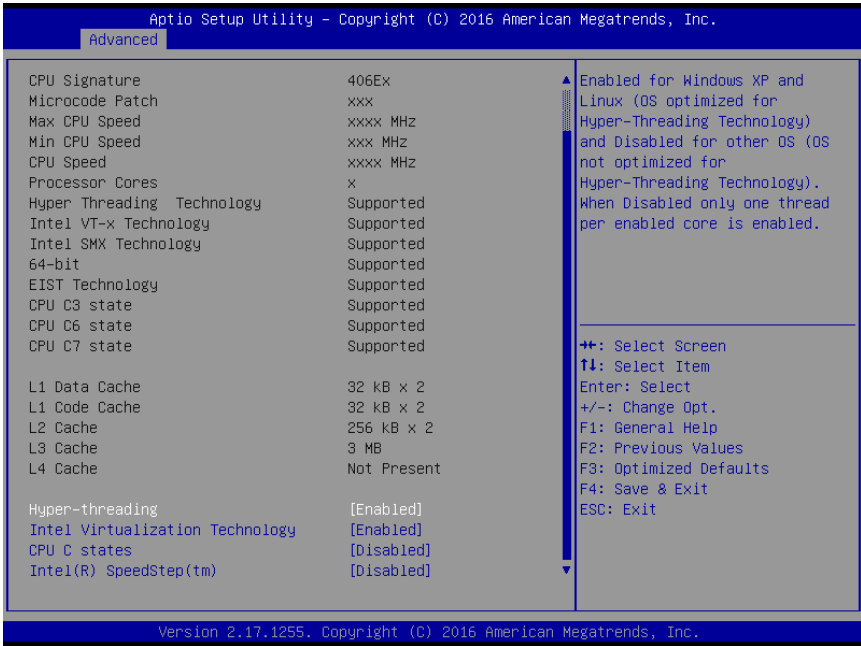 Aptio Setup Utility – Copyright (C) 2016 American Megatrends, Inc.
Advanced
CPU Signature 406Ex
Microcode Patch xxx
Max CPU Speed xxxx MHz
Min CPU Speed xxx MHz
CPU Speed xxxx MHz
Processor Cores x
Hyper Threading Technology Supported
Intel VT-x Technology Supported
Intel SMX Technology Supported
64-bit Supported
EIST Technology Supported
CPU C3 state Supported
CPU C6 state Supported
CPU C7 state Supported
L1 Data Cache 32 kB x 2
L1 Code Cache 32 kB x 2
L2 Cache 256 kB x 2
L3 Cache 3 MB
L4 Cache Not Present
Hyper-threading [Enabled]
Intel Virtualization Technology [Enabled]
CPU C states [Disabled]
Intel(R) SpeedStep(tm) [Disabled]
Enabled for Windows XP and
Linux (OS optimized for
Hyper-Threading Technology)
and Disabled for other OS (OS
not optimized for
Hyper-Threading Technology).
When Disabled only one thread
per enabled core is enabled.
→←: Select Screen
↑↓: Select Item
Enter: Select
+/-: Change Opt.
F1: General Help
F2: Previous Values
F3: Optimized Defaults
F4: Save & Exit
ESC: Exit
Version 2.17.1255. Copyright (C) 2016 American Megatrends, Inc.